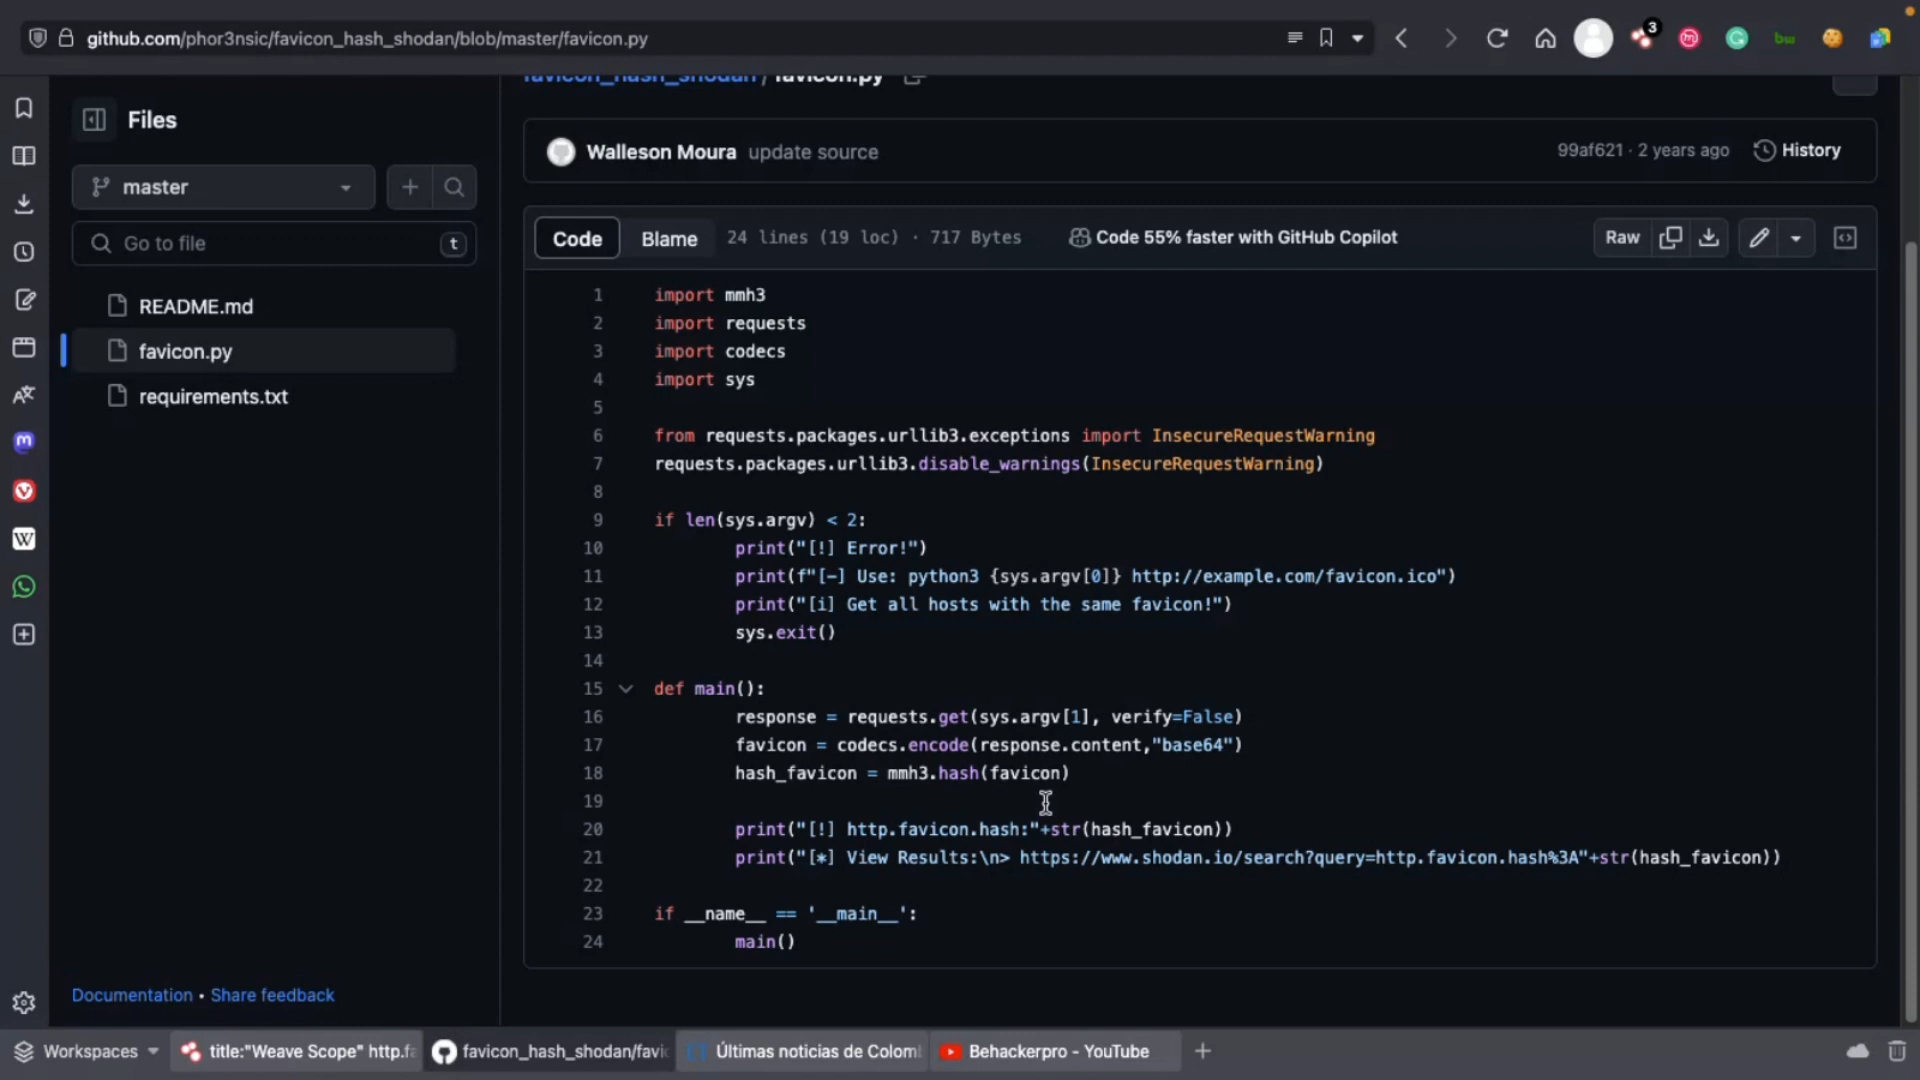 github.com/phor3nsic/favicon_hash_shodan/blob/master/favicon.py
3
bw
favicon_hash_shodan / favicon.py
Files
master
Go to file
t
README.md
favicon.py
requirements.txt
Documentation • Share feedback
Walleson Moura update source
99af621 · 2 years ago
History
Code
Blame
24 lines (19 loc) · 717 Bytes
Code 55% faster with GitHub Copilot
Raw
1 import mmh3
2 import requests
3 import codecs
4 import sys
5
6 from requests.packages.urllib3.exceptions import InsecureRequestWarning
7 requests.packages.urllib3.disable_warnings(InsecureRequestWarning)
8
9 if len(sys.argv) < 2:
10 print("[!] Error!")
11 print(f"[-] Use: python3 {sys.argv[0]} http://example.com/favicon.ico")
12 print("[i] Get all hosts with the same favicon!")
13 sys.exit()
14
15 def main():
16 response = requests.get(sys.argv[1], verify=False)
17 favicon = codecs.encode(response.content,"base64")
18 hash_favicon = mmh3.hash(favicon)
19
20 print("[!] http.favicon.hash:"+str(hash_favicon))
21 print("[*] View Results:\n> https://www.shodan.io/search?query=http.favicon.hash%3A"+str(hash_favicon))
22
23 if __name__ == '__main__':
24 main()
Workspaces
title:"Weave Scope" http.fa
favicon_hash_shodan/favic
Últimas noticias de Colom
Behackerpro - YouTube